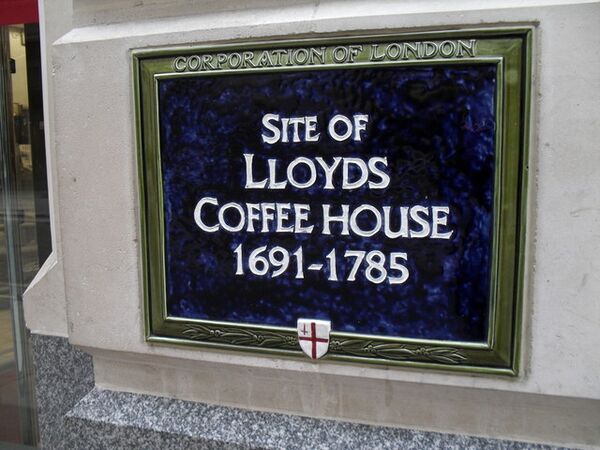 CORPORATION OF LONDON
SITE OF
LLOYDS
COFFEE HOUSE
1691-1785